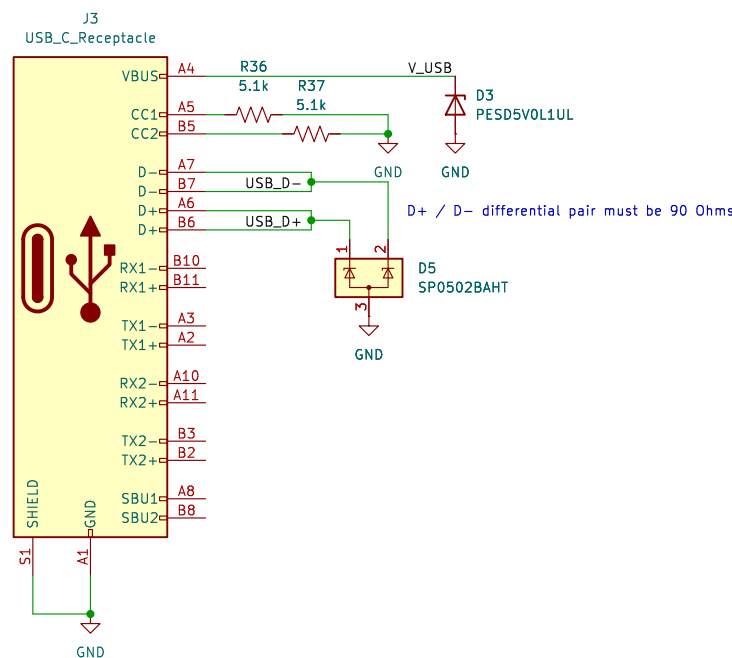 J3
USB_C_Receptacle
VBUS
A4
R36
5.1k
V_USB
R37
5.1k
D3
PESD5V0L1UL
CC1
A5
CC2
B5
GND
GND
D-
A7
D-
B7
USB_D-
D+
A6
D+
B6
USB_D+
D+ / D- differential pair must be 90 Ohms
1
2
D5
SP0502BAHT
3
GND
RX1-
B10
RX1+
B11
TX1-
A3
TX1+
A2
RX2-
A10
RX2+
A11
TX2-
B3
TX2+
B2
SBU1
A8
SBU2
B8
SHIELD
GND
S1
A1
GND